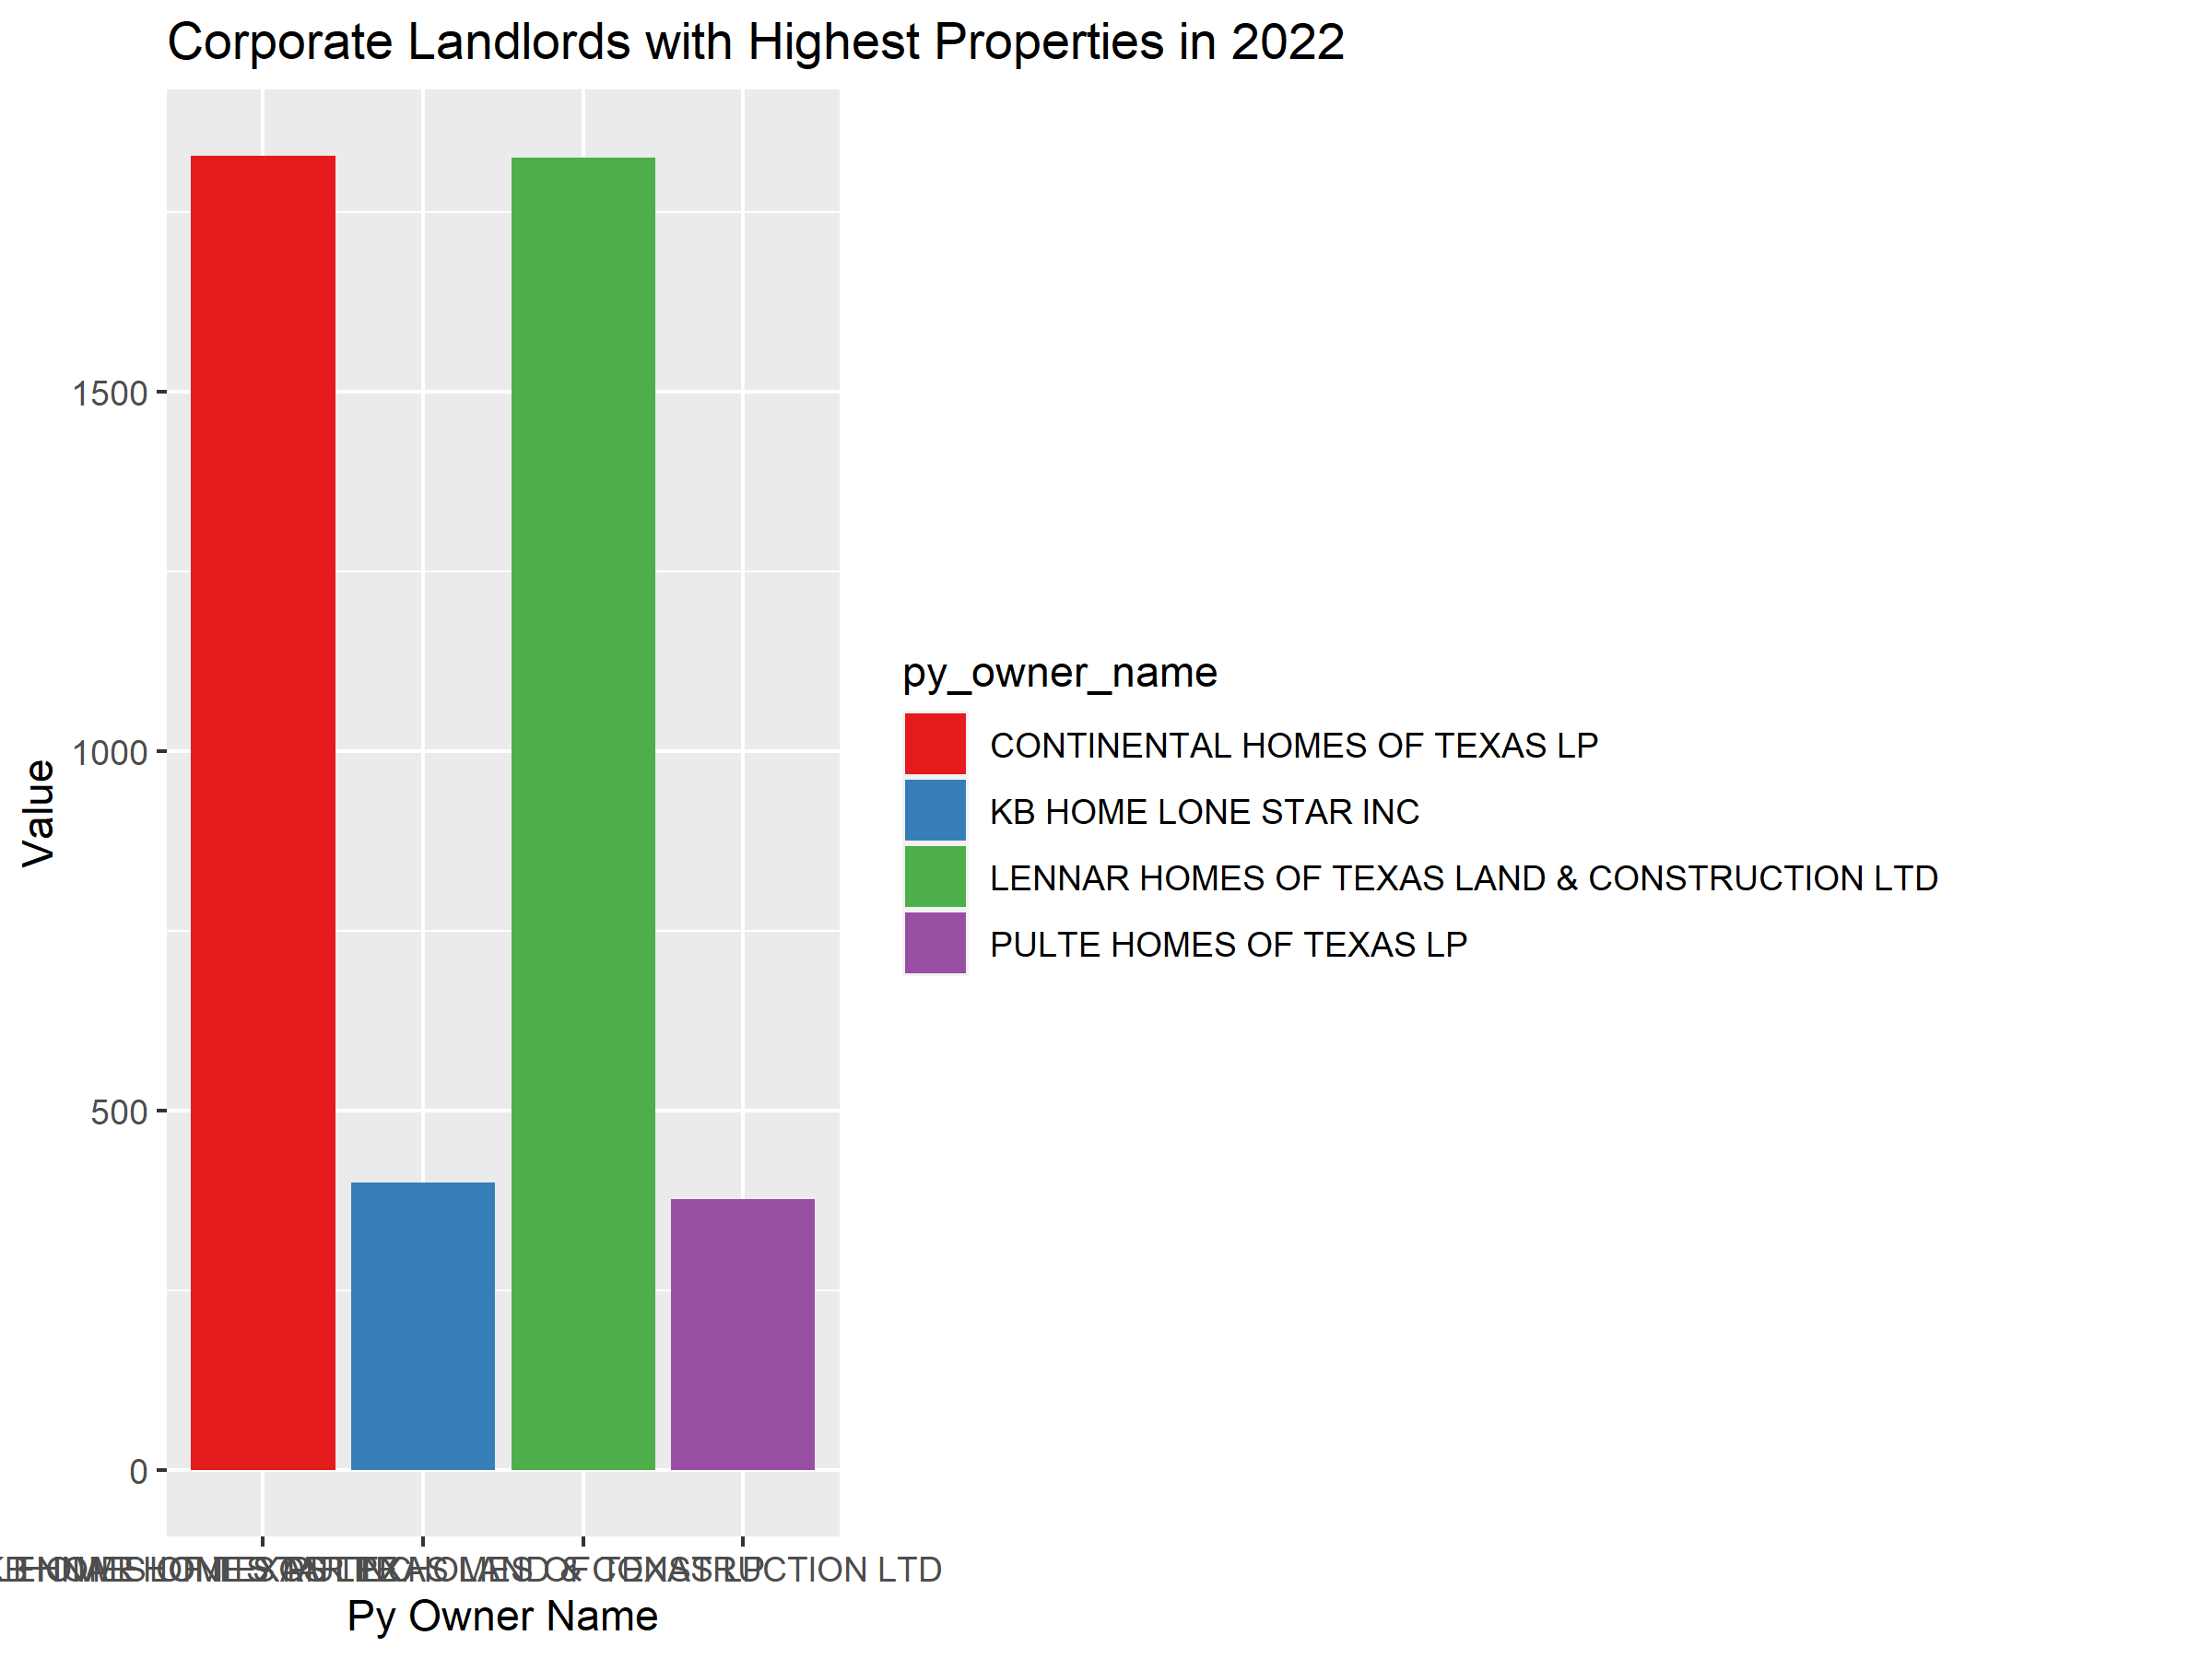 Corporate Landlords with Highest Properties in 2022
1500
1000
500
0
Value
py_owner_name
CONTINENTAL HOMES OF TEXAS LP
KB HOME LONE STAR INC
LENNAR HOMES OF TEXAS LAND & CONSTRUCTION LTD
PULTE HOMES OF TEXAS LP
LTD
Py Owner Name